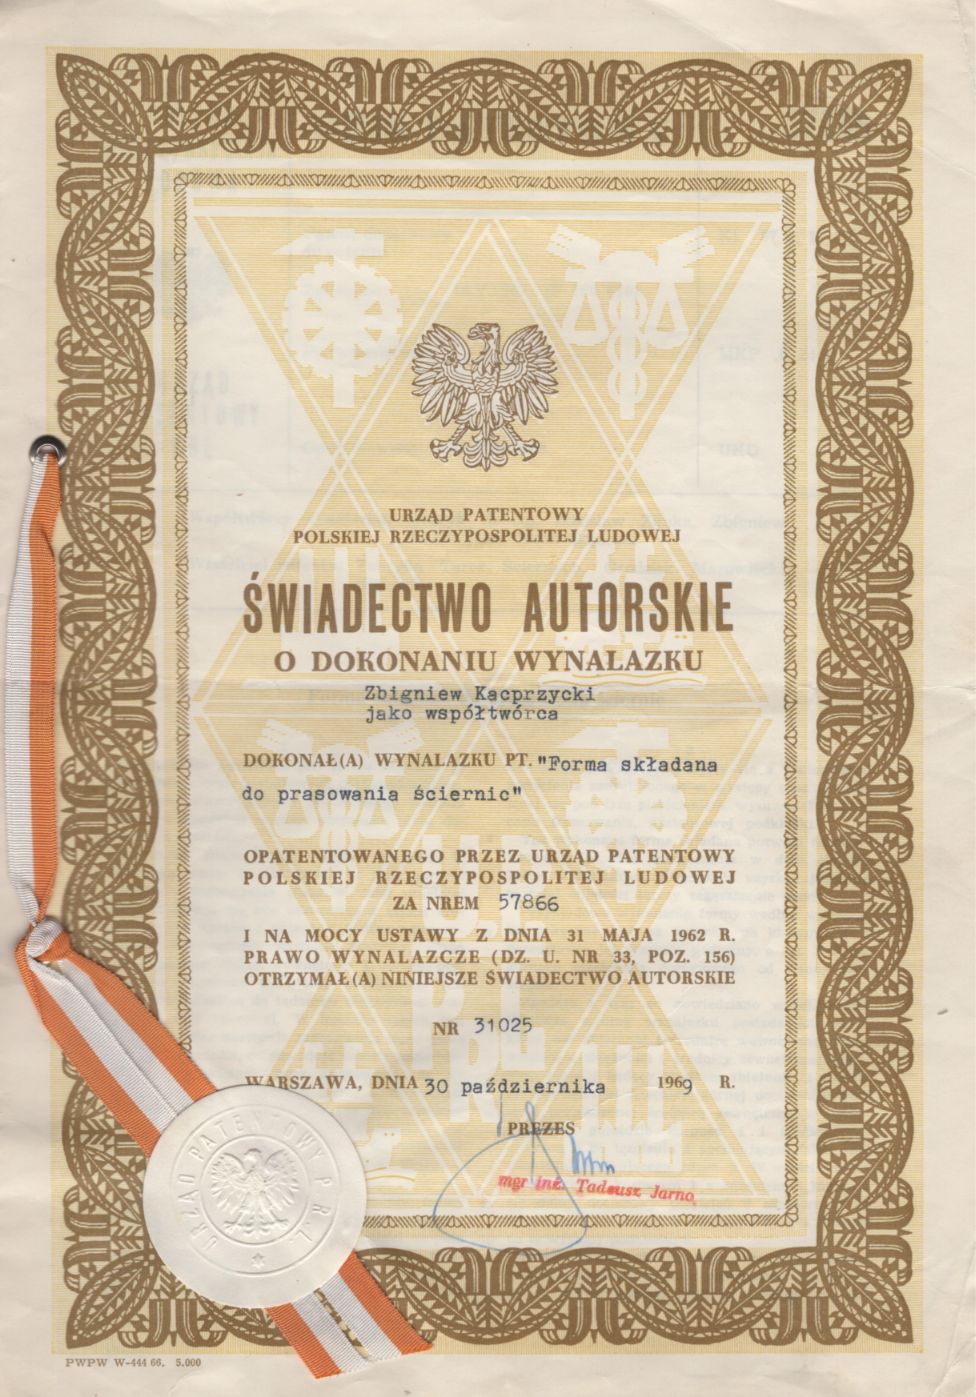 URZĄD PATENTOWY
POLSKIEJ RZECZYPOSPOLITEJ LUDOWEJ
ŚWIADECTWO AUTORSKIE
O DOKONANIU WYNALAZKU
Zbigniew Kacprzycki
jako współtwórca
DOKONAŁ(A) WYNALAZKU PT. "Forma składana
do prasowania ściernic"
OPATENTOWANEGO PRZEZ URZĄD PATENTOWY
POLSKIEJ RZECZYPOSPOLITEJ LUDOWEJ
ZA NREM 57866
I NA MOCY USTAWY Z DNIA 31 MAJA 1962 R.
PRAWO WYNALAZCZE (DZ. U. NR 33, POZ. 156)
OTRZYMAŁ(A) NINIEJSZE ŚWIADECTWO AUTORSKIE
NR 31025
WARSZAWA, DNIA 30 października 1969 R.
PREZES
mgr inż. Tadeusz Jarno
URZĄD PATENTOWY P.R.L.
PWPW W-444 66. 5.000